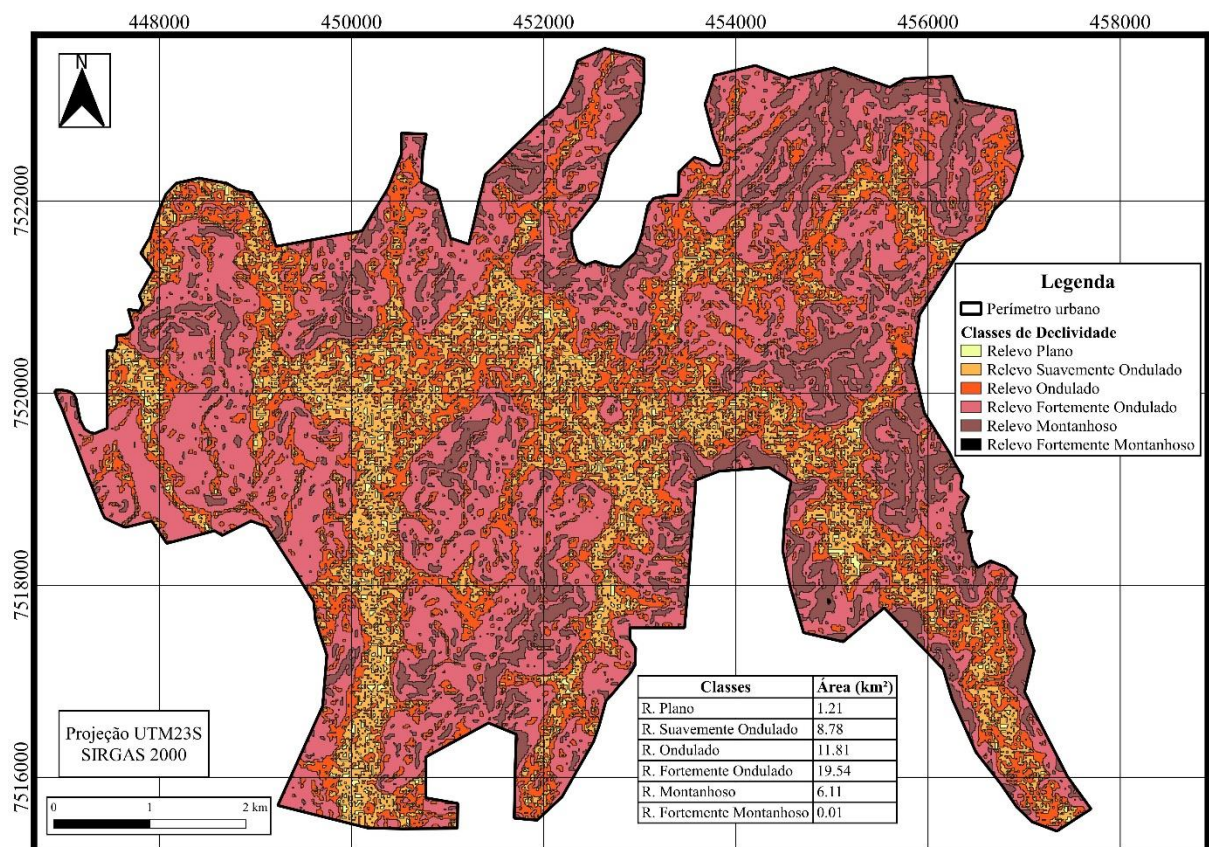 448000 450000 452000 454000 456000 458000
N
7522000
7520000
7518000
7516000
Legenda
Perímetro urbano
Classes de Declividade
Relevo Plano
Relevo Suavemente Ondulado
Relevo Ondulado
Relevo Fortemente Ondulado
Relevo Montanhoso
Relevo Fortemente Montanhoso
Classes Área (km²)
R. Plano 1.21
R. Suavemente Ondulado 8.78
R. Ondulado 11.81
R. Fortemente Ondulado 19.54
R. Montanhoso 6.11
R. Fortemente Montanhoso 0.01
Projeção UTM23S
SIRGAS 2000
0 1 2 km